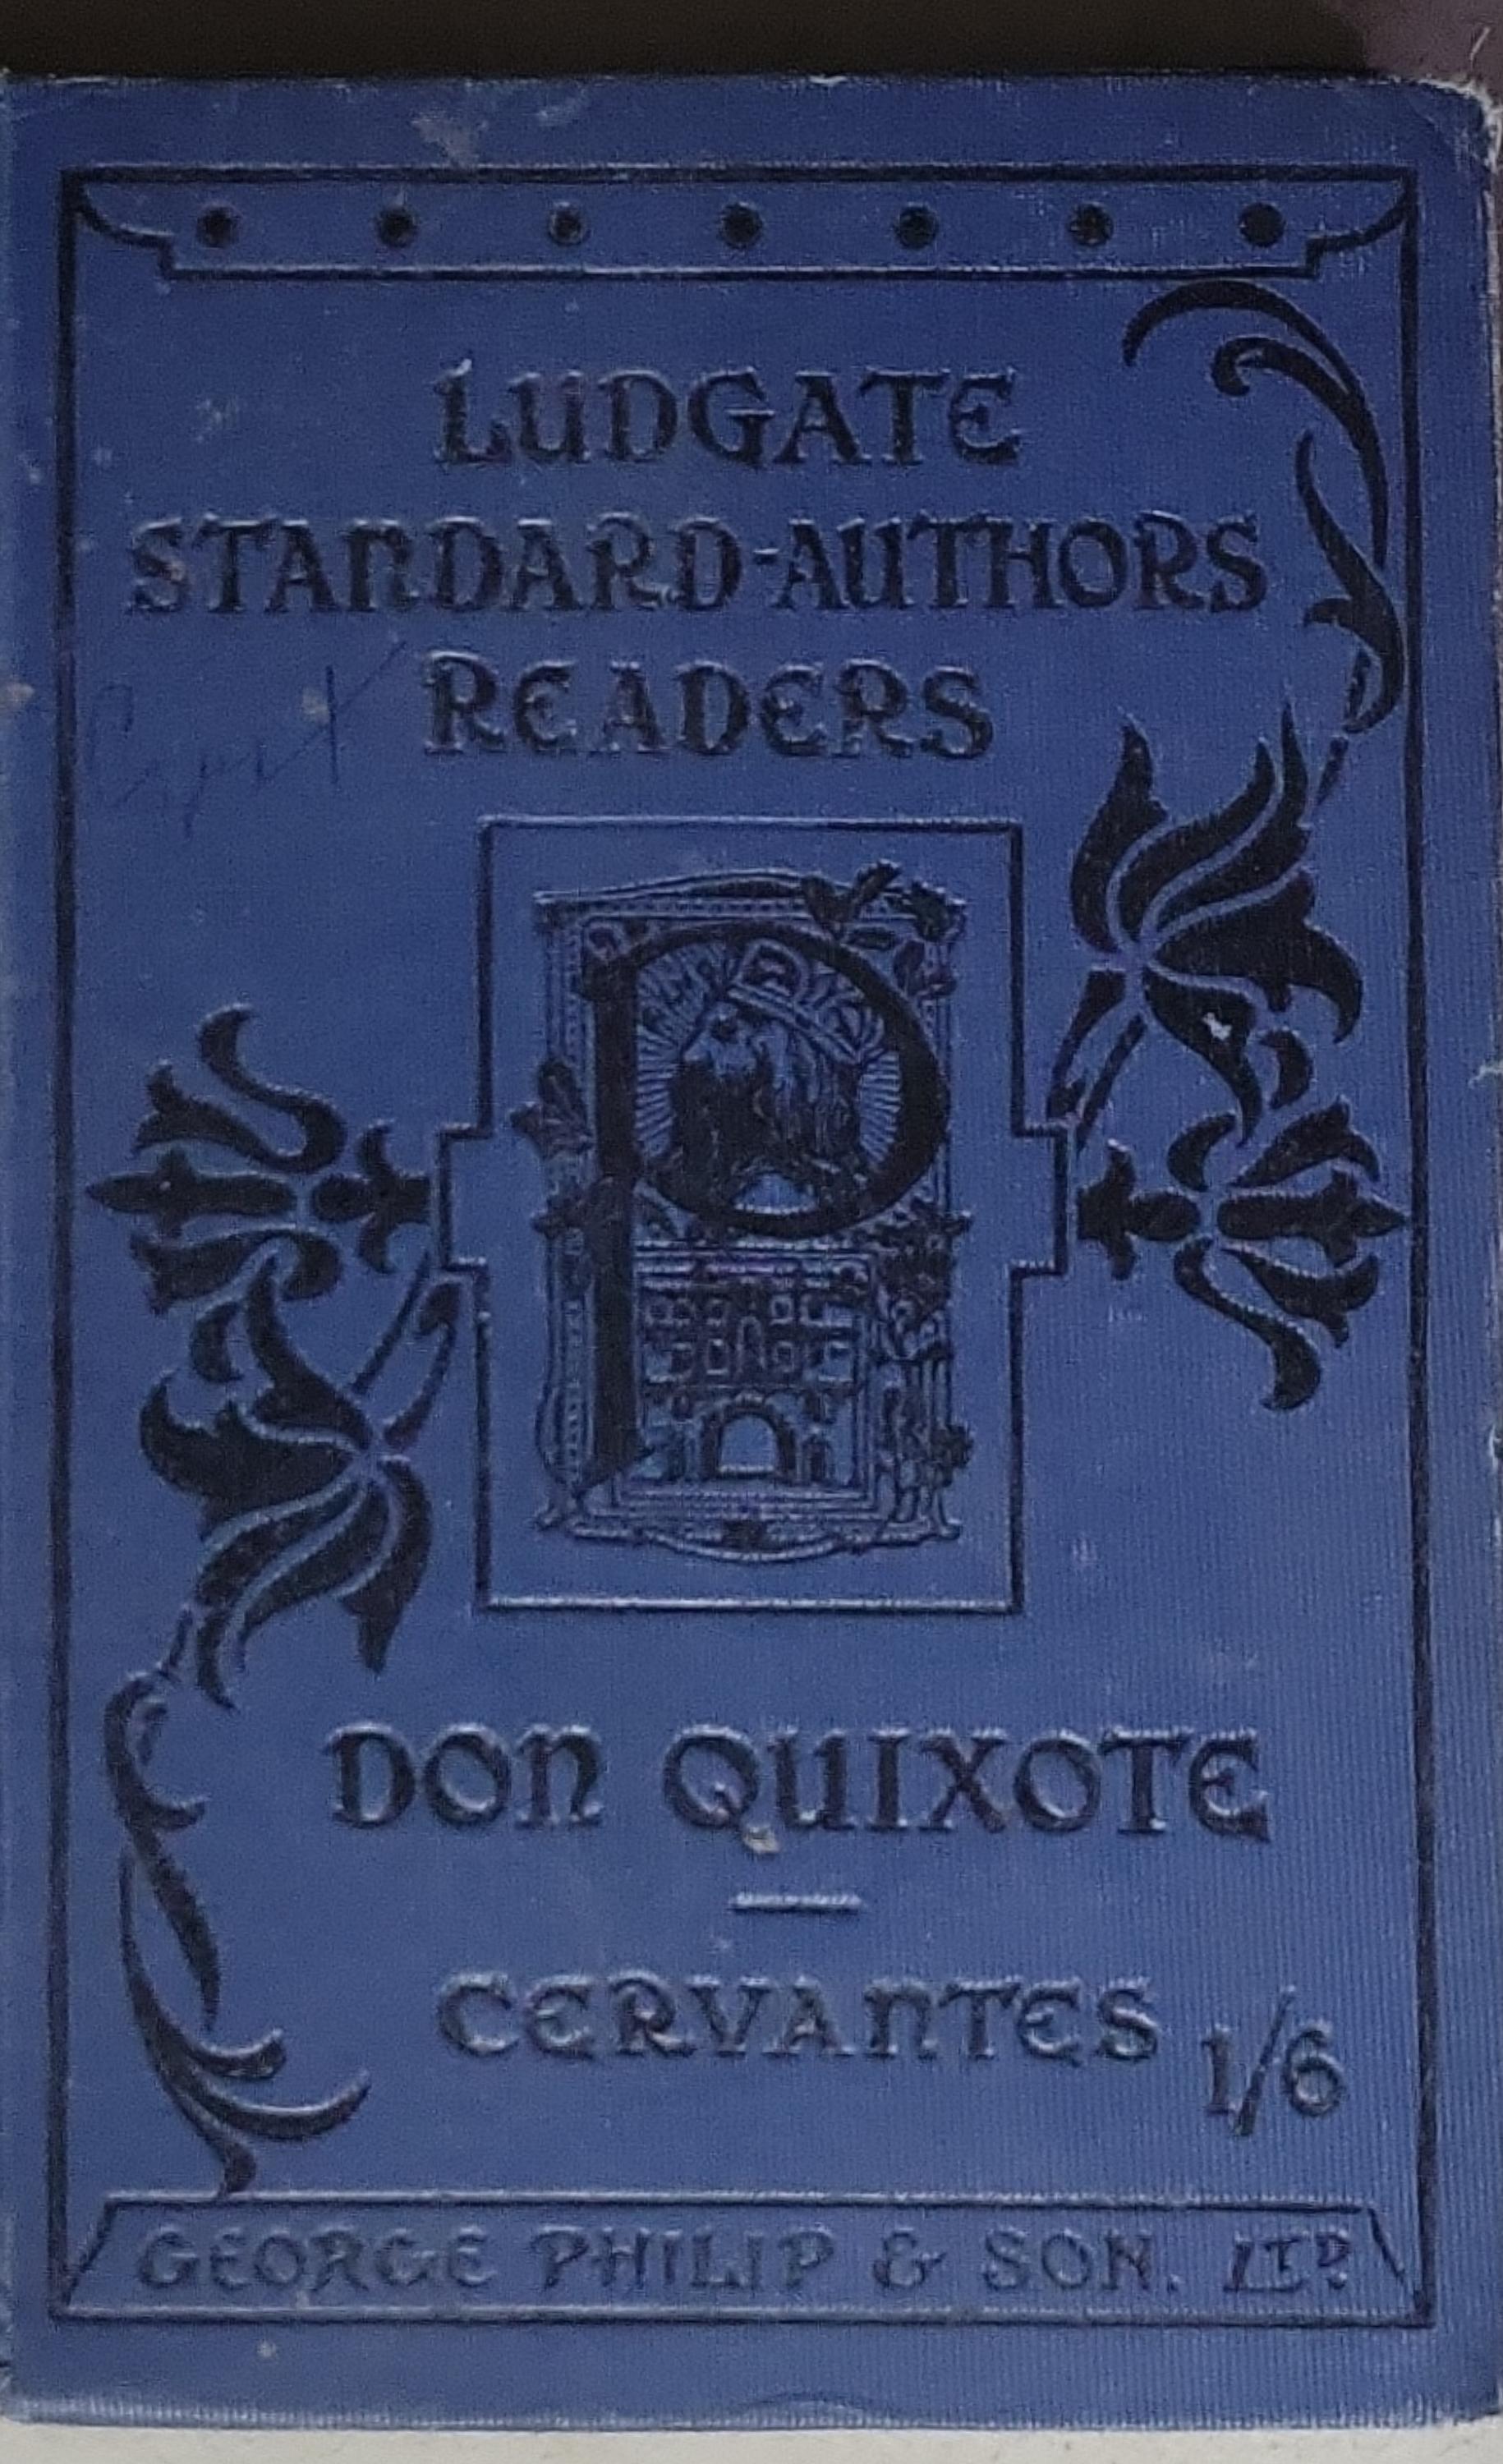 LUDGATE
STANDARD-AUTHORS
READERS
P
DON QUIXOTE
CERVANTES 1/6
GEORGE PHILIP & SON. LTD.